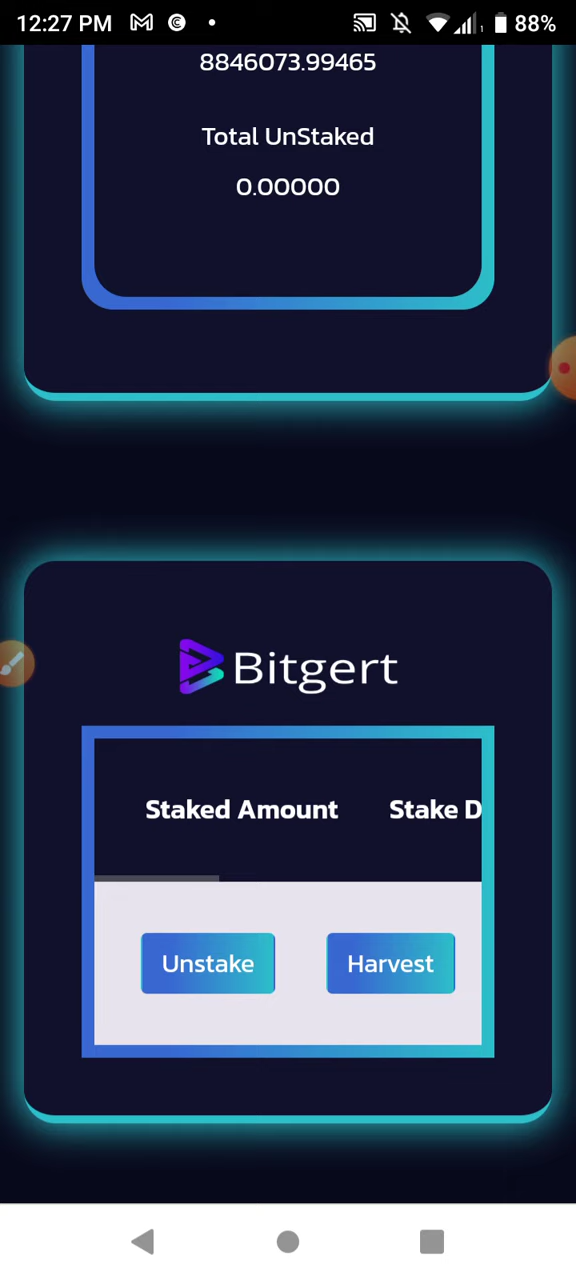 12:27 PM 88%
8846073.99465
Total UnStaked
0.00000
Bitgert
Staked Amount Stake D
Unstake Harvest